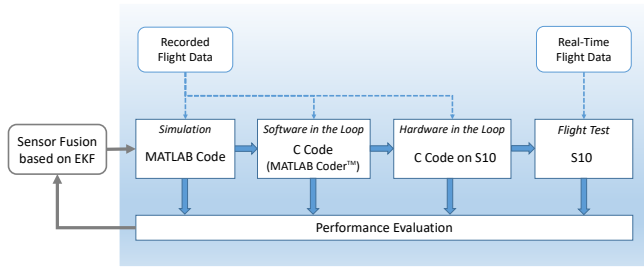 Recorded
Flight Data
Real-Time
Flight Data
Sensor Fusion
based on EKF
Simulation
MATLAB Code
Software in the Loop
C Code
(MATLAB Coder™)
Hardware in the Loop
C Code on S10
Flight Test
S10
Performance Evaluation